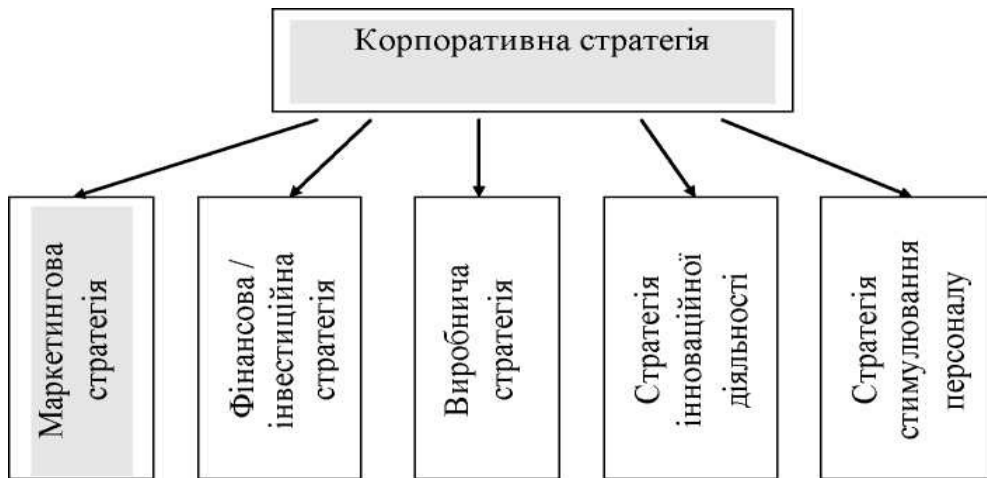 Корпоративна стратегія
Маркетингова
стратегія
Фінансова /
інвестиційна
стратегія
Виробнича
стратегія
Стратегія
інноваційної
діяльності
Стратегія
стимулювання
персоналу